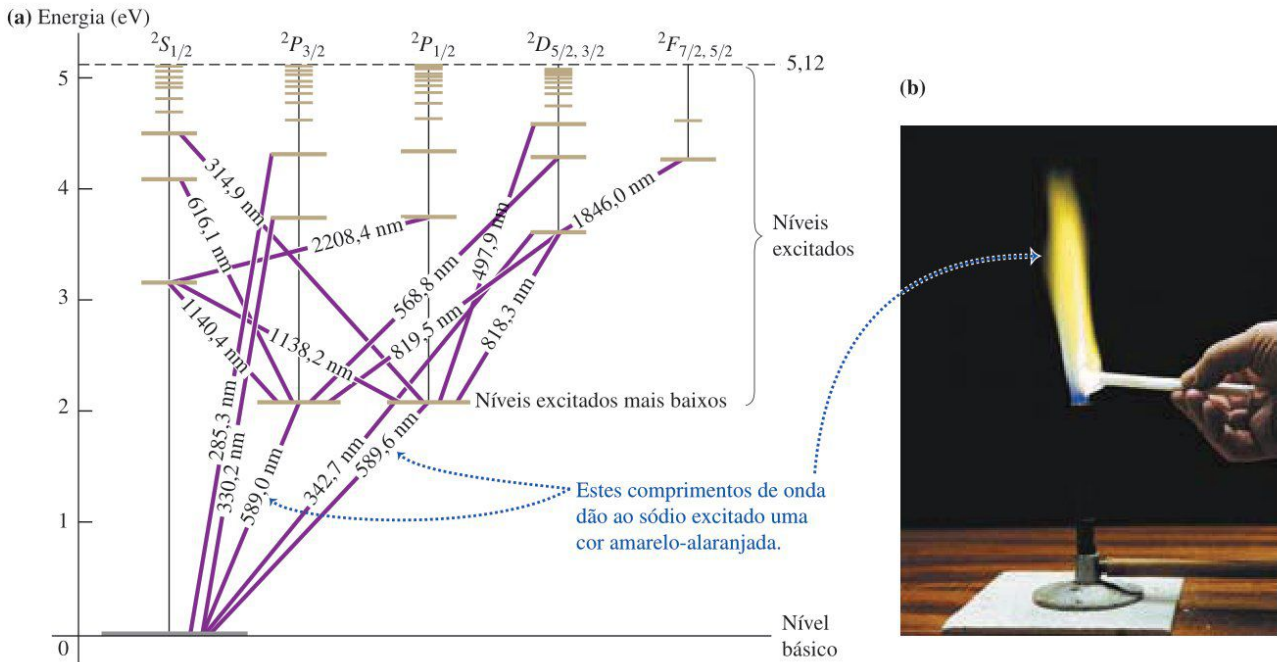 (a) Energia (eV)
²S₁/₂
²P₃/₂
²P₁/₂
²D₅/₂, ₃/₂
²F₇/₂, ₅/₂
5
5,12
4
3
2
1
0
314,9 nm
616,1 nm
2208,4 nm
1140,4 nm
1138,2 nm
568,8 nm
819,5 nm
497,9 nm
818,3 nm
1846,0 nm
285,3 nm
330,2 nm
589,0 nm
342,7 nm
589,6 nm
Níveis
excitados
Níveis excitados mais baixos
Estes comprimentos de onda
dão ao sódio excitado uma
cor amarelo-alaranjada.
Nível
básico
(b)